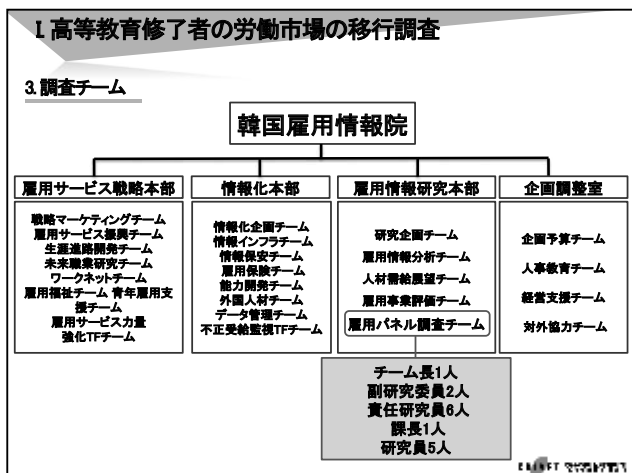 I 高等教育修了者の労働市場の移行調査
3. 調査チーム
韓国雇用情報院
雇用サービス戦略本部
戦略マーケティングチーム
雇用サービス振興チーム
生涯進路開発チーム
未来職業研究チーム
ワークネットチーム
雇用福祉チーム 青年雇用支
援チーム
雇用サービス力量
強化TFチーム
情報化本部
情報化企画チーム
情報インフラチーム
情報保安チーム
雇用保険チーム
能力開発チーム
外国人材チーム
データ管理チーム
不正受給監視TFチーム
雇用情報研究本部
研究企画チーム
雇用情報分析チーム
人材需給展望チーム
雇用事業評価チーム
雇用パネル調査チーム
チーム長1人
副研究委員2人
責任研究員6人
課長1人
研究員5人
企画調整室
企画予算チーム
人事教育チーム
経営支援チーム
対外協力チーム